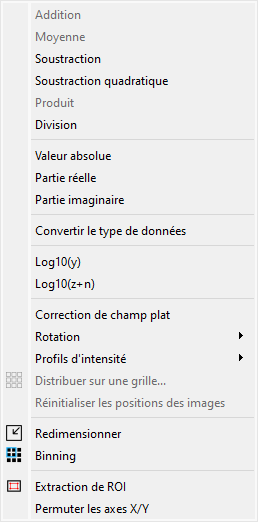 Addition
Moyenne
Soustraction
Soustraction quadratique
Produit
Division
Valeur absolue
Partie réelle
Partie imaginaire
Convertir le type de données
Log10(y)
Log10(z+n)
Correction de champ plat
Rotation
Profils d'intensité
Distribuer sur une grille...
Réinitialiser les positions des images
Redimensionner
Binning
Extraction de ROI
Permuter les axes X/Y